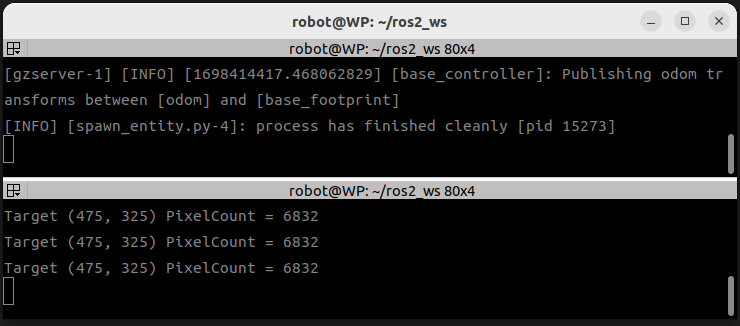 robot@WP: ~/ros2_ws
robot@WP: ~/ros2_ws 80x4
[gzserver-1] [INFO] [1698414417.468062829] [base_controller]: Publishing odom tr
ansforms between [odom] and [base_footprint]
[INFO] [spawn_entity.py-4]: process has finished cleanly [pid 15273]
robot@WP: ~/ros2_ws 80x4
Target (475, 325) PixelCount = 6832
Target (475, 325) PixelCount = 6832
Target (475, 325) PixelCount = 6832